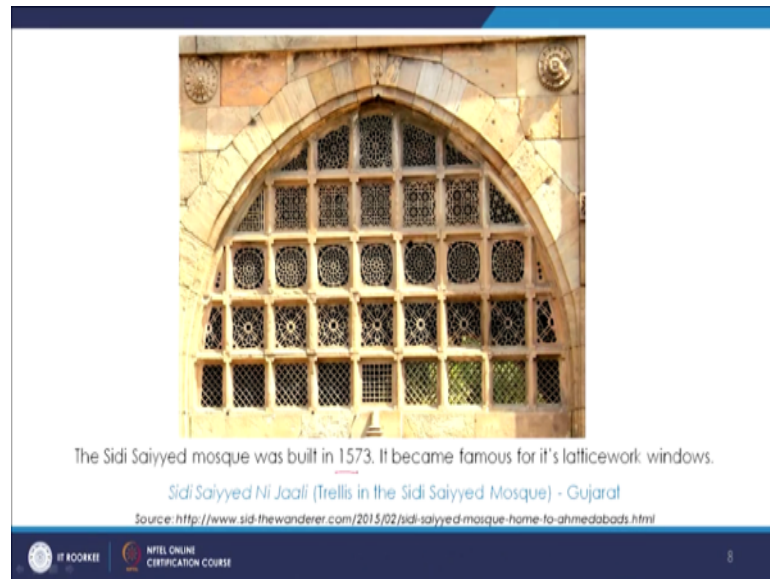 The Sidi Saiyyed mosque was built in 1573. It became famous for it's latticework windows.
Sidi Saiyyed Ni Jaali (Trellis in the Sidi Saiyyed Mosque) - Gujarat
Source: http://www.sid-thewanderer.com/2015/02/sidi-saiyyed-mosque-home-to-ahmedabads.html
IIT ROORKEE
NPTEL ONLINE
CERTIFICATION COURSE
8